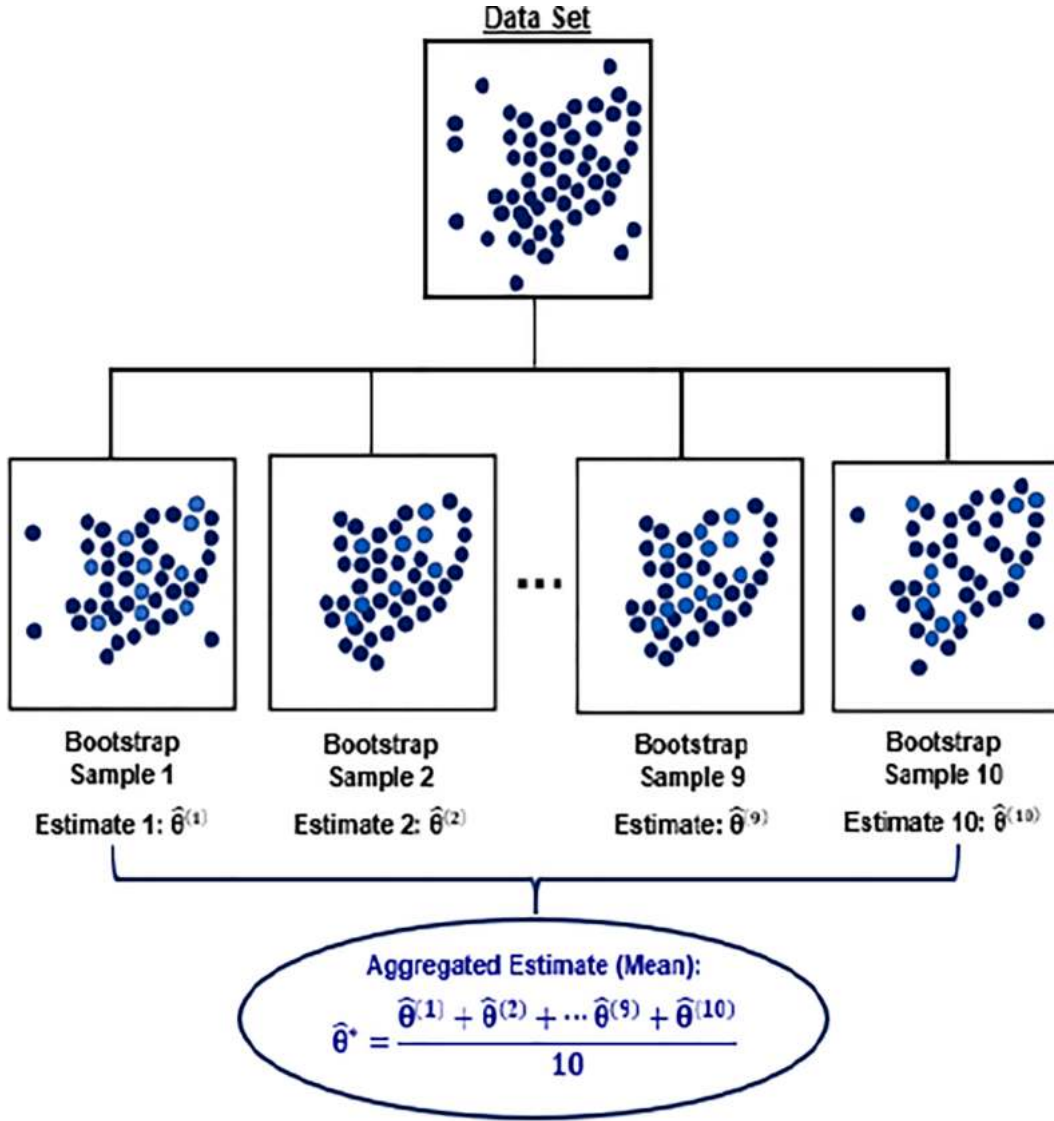 Data Set
...
Bootstrap Sample 1
Estimate 1: θ̂⁽¹⁾
Bootstrap Sample 2
Estimate 2: θ̂⁽²⁾
Bootstrap Sample 9
Estimate: θ̂⁽⁹⁾
Bootstrap Sample 10
Estimate 10: θ̂⁽¹⁰⁾
Aggregated Estimate (Mean):
θ̂* = (θ̂⁽¹⁾ + θ̂⁽²⁾ + ... θ̂⁽⁹⁾ + θ̂⁽¹⁰⁾) / 10